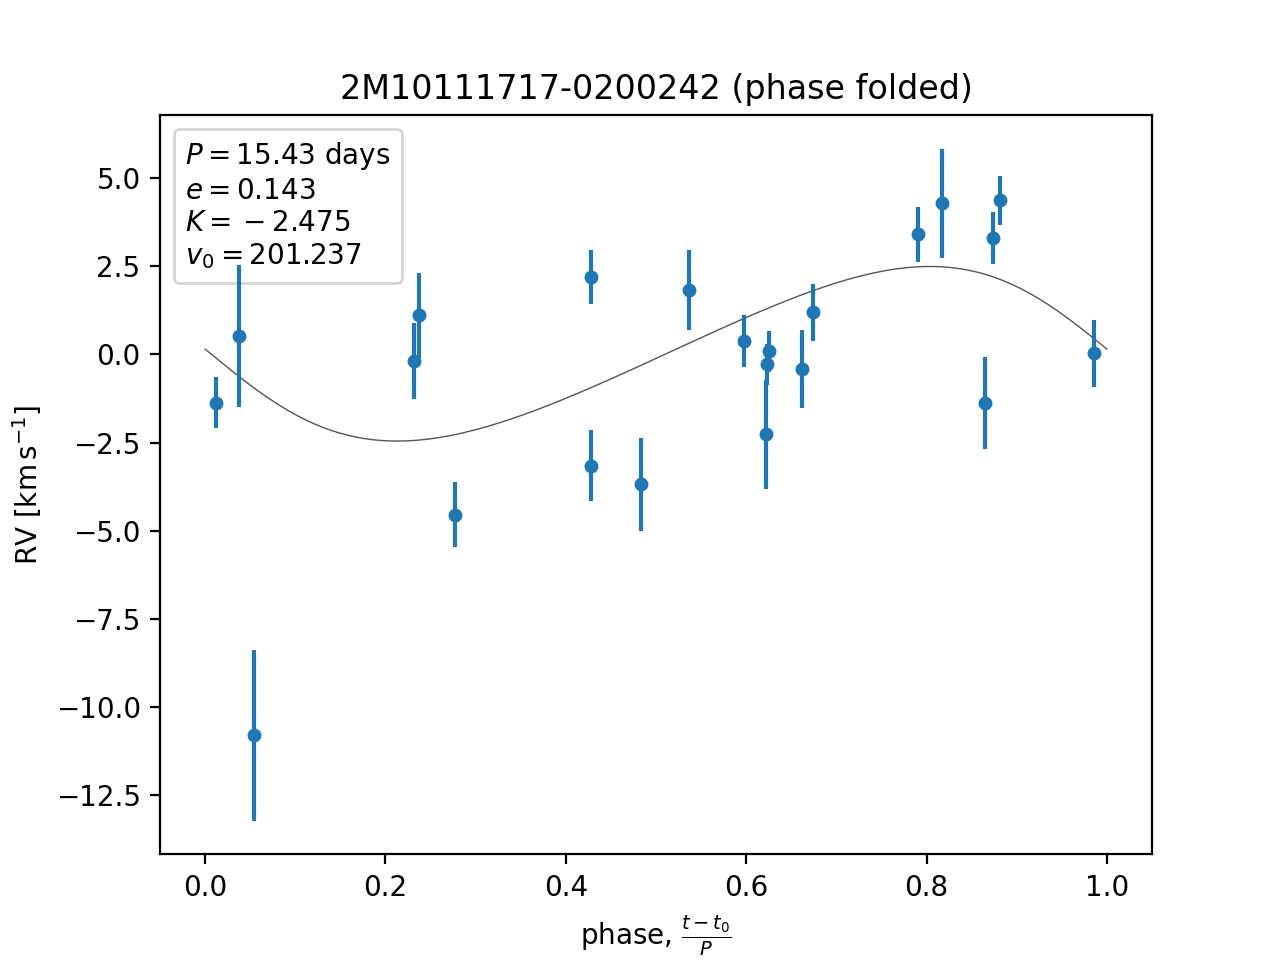 2M10111717-0200242 (phase folded)
P = 15.43 days
e = 0.143
K = −2.475
v₀ = 201.237
5.0
2.5
0.0
−2.5
−5.0
−7.5
−10.0
−12.5
RV [km s⁻¹]
0.0 0.2 0.4 0.6 0.8 1.0
phase, (t − t₀)/P